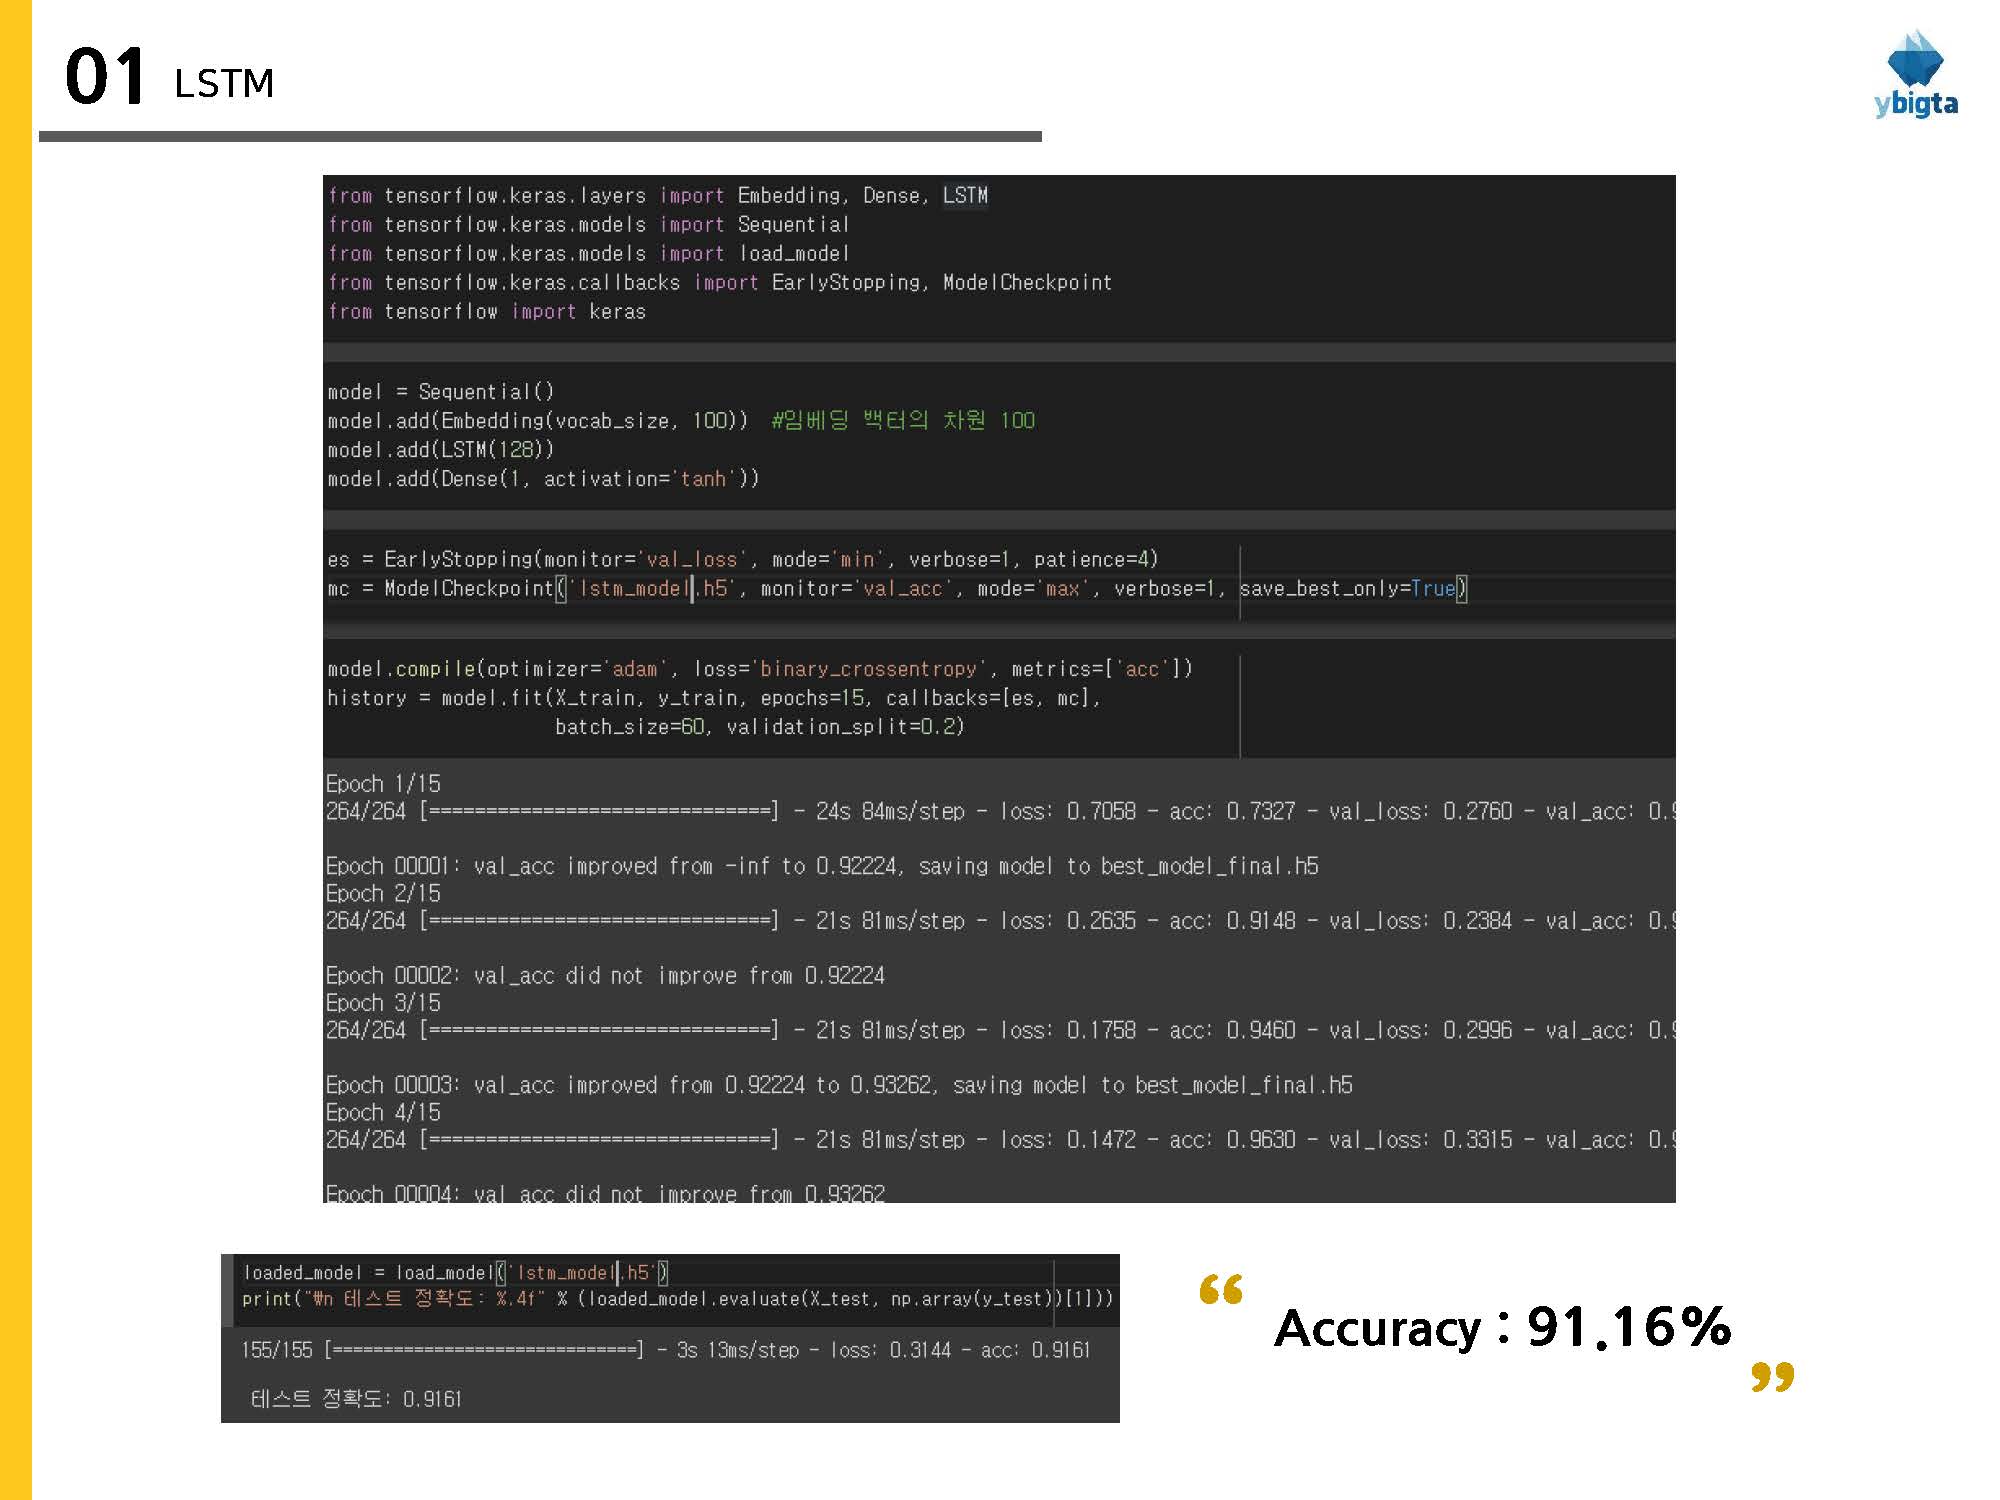 01 LSTM
ybigta
from tensorflow.keras.layers import Embedding, Dense, LSTM
from tensorflow.keras.models import Sequential
from tensorflow.keras.models import load_model
from tensorflow.keras.callbacks import EarlyStopping, ModelCheckpoint
from tensorflow import keras
model = Sequential()
model.add(Embedding(vocab_size, 100)) #임베딩 백터의 차원 100
model.add(LSTM(128))
model.add(Dense(1, activation='tanh'))
es = EarlyStopping(monitor='val_loss', mode='min', verbose=1, patience=4)
mc = ModelCheckpoint('lstm_model.h5', monitor='val_acc', mode='max', verbose=1, save_best_only=True)
model.compile(optimizer='adam', loss='binary_crossentropy', metrics=['acc'])
history = model.fit(X_train, y_train, epochs=15, callbacks=[es, mc],
batch_size=60, validation_split=0.2)
Epoch 1/15
264/264 [==============================] - 24s 84ms/step - loss: 0.7058 - acc: 0.7327 - val_loss: 0.2760 - val_acc: 0.9
Epoch 00001: val_acc improved from -inf to 0.92224, saving model to best_model_final.h5
Epoch 2/15
264/264 [==============================] - 21s 81ms/step - loss: 0.2635 - acc: 0.9148 - val_loss: 0.2384 - val_acc: 0.9
Epoch 00002: val_acc did not improve from 0.92224
Epoch 3/15
264/264 [==============================] - 21s 81ms/step - loss: 0.1758 - acc: 0.9460 - val_loss: 0.2996 - val_acc: 0.9
Epoch 00003: val_acc improved from 0.92224 to 0.93262, saving model to best_model_final.h5
Epoch 4/15
264/264 [==============================] - 21s 81ms/step - loss: 0.1472 - acc: 0.9630 - val_loss: 0.3315 - val_acc: 0.9
Epoch 00004: val_acc did not improve from 0.93262
loaded_model = load_model('lstm_model.h5')
print("₩n 테스트 정확도: %.4f" % (loaded_model.evaluate(X_test, np.array(y_test))[1]))
155/155 [==============================] - 3s 13ms/step - loss: 0.3144 - acc: 0.9161
테스트 정확도: 0.9161
“ Accuracy : 91.16% ”